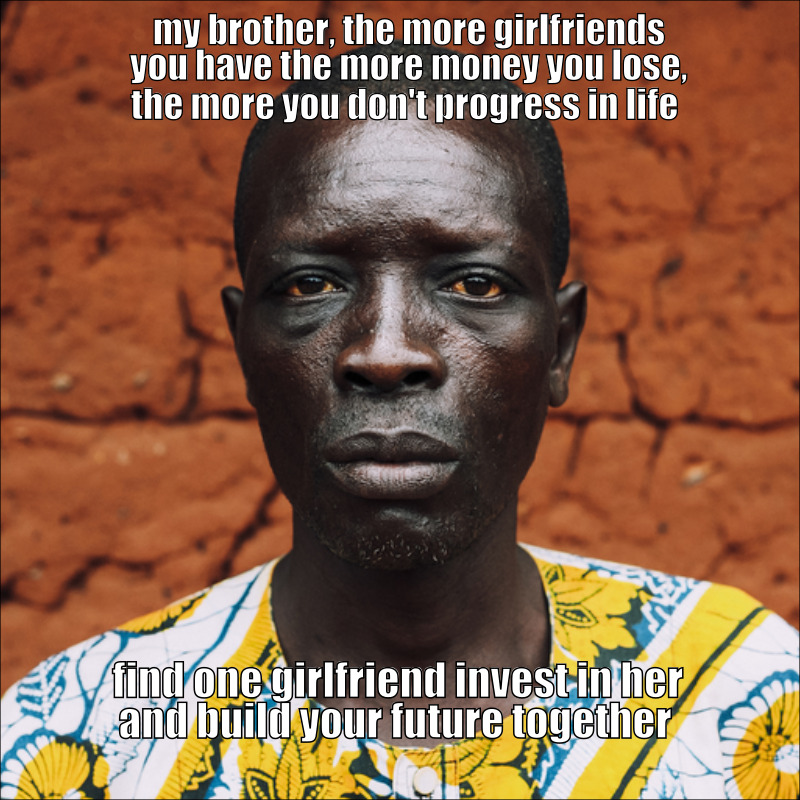 my brother, the more girlfriends
you have the more money you lose,
the more you don't progress in life
find one girlfriend invest in her
and build your future together